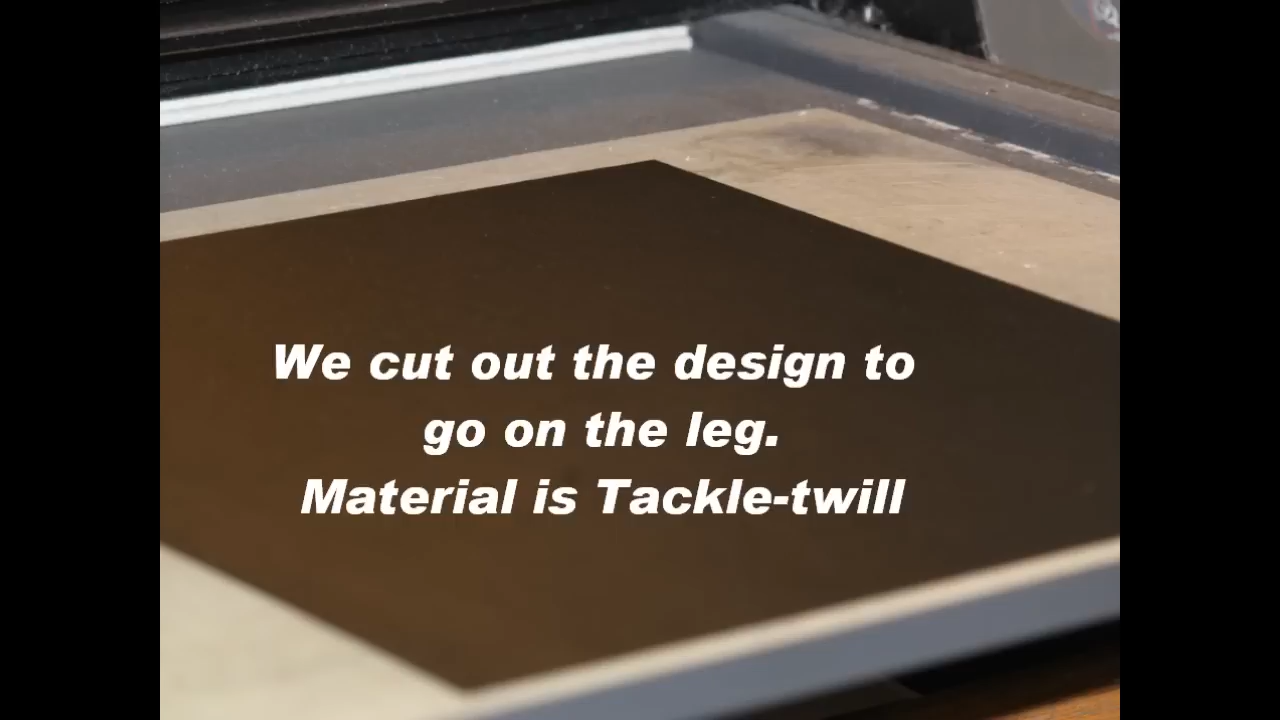 We cut out the design to
go on the leg.
Material is Tackle-twill